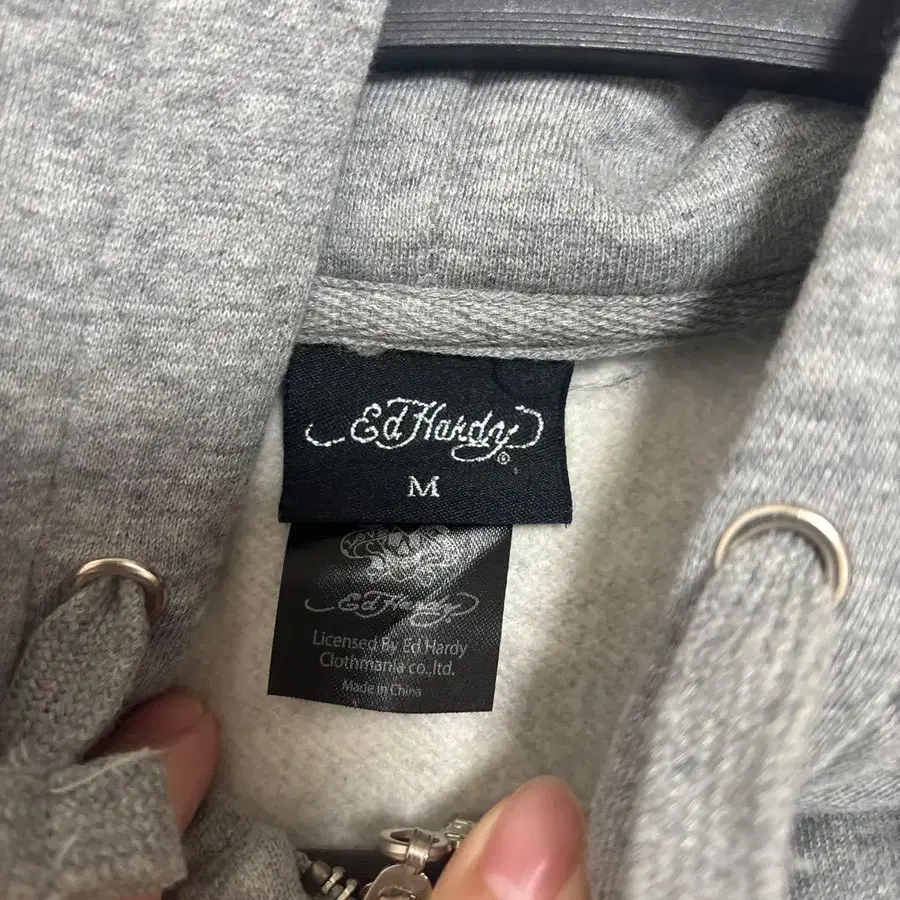 Ed Hardy®
M
Ed Hardy
Licensed By Ed Hardy
Clothmania co.,ltd.
Made in China